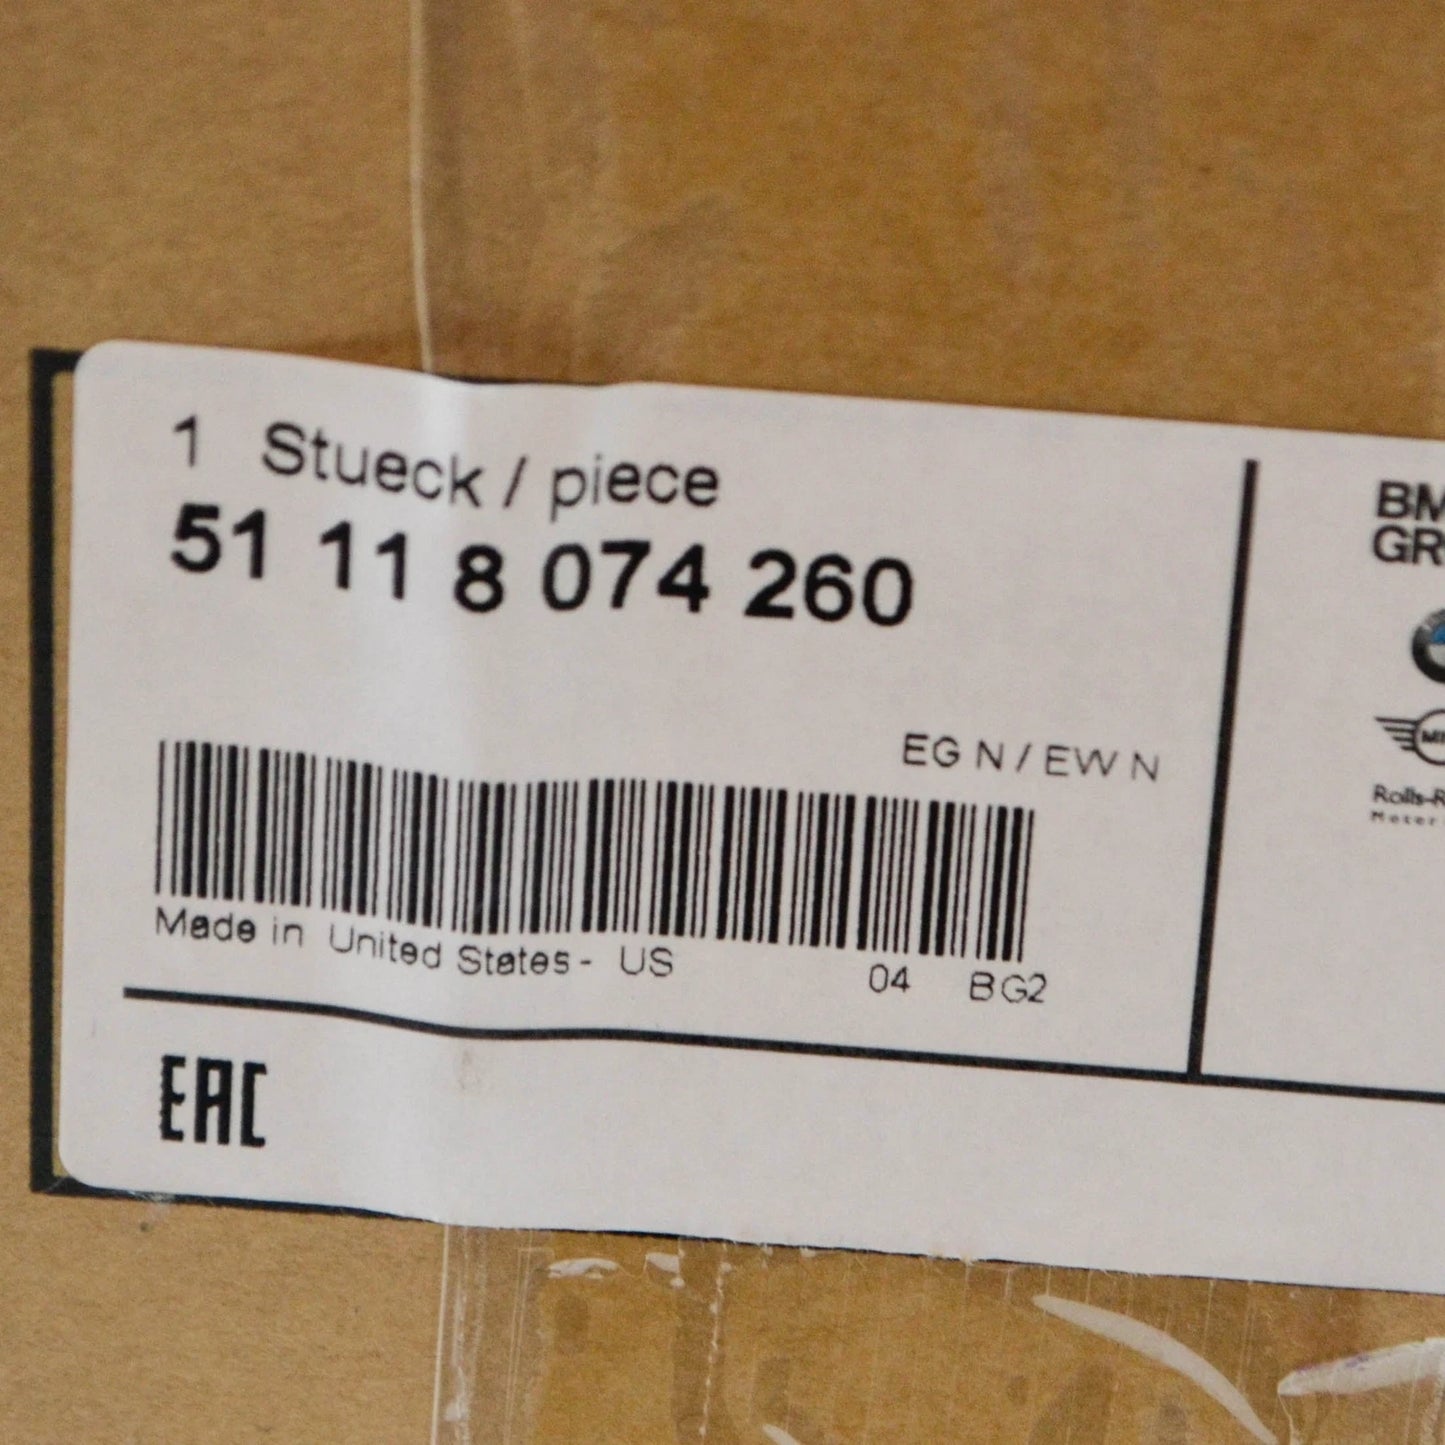 1 Stueck / piece
51 11 8 074 260
EG N / EW N
Made in United States - US 04 BG2
EAC